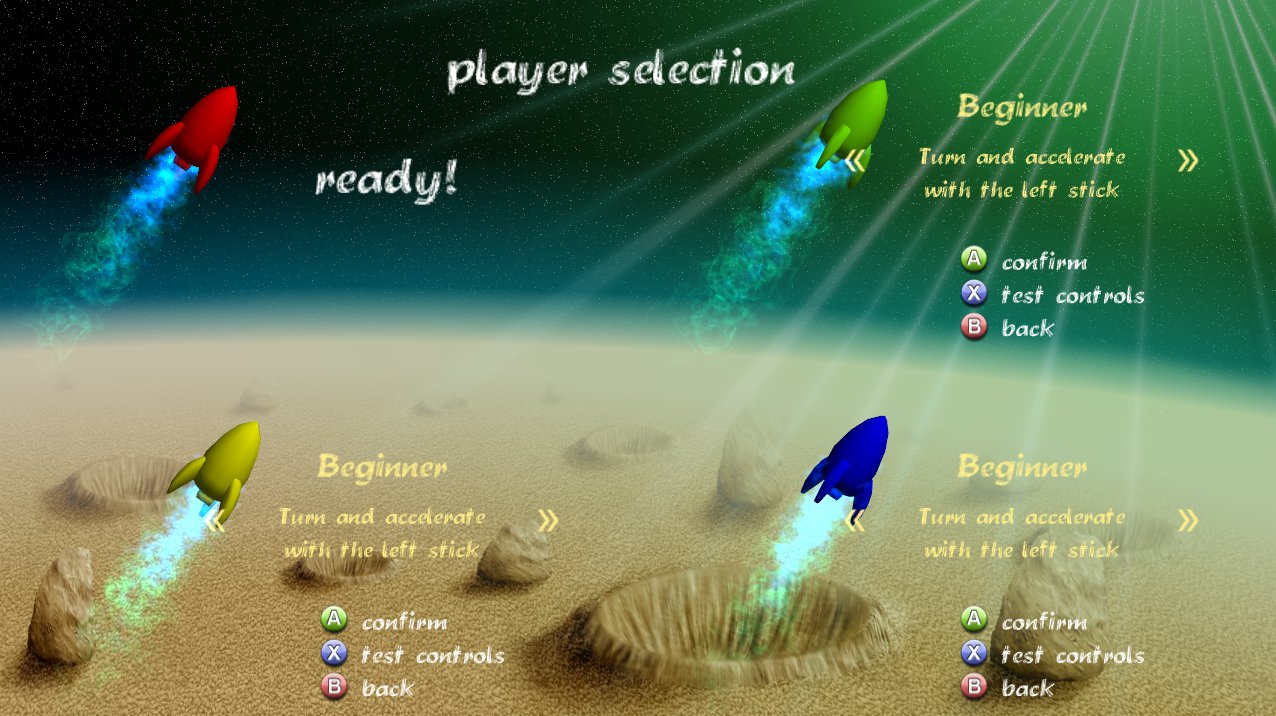 player selection
ready!
Beginner
« Turn and accelerate »
with the left stick
A confirm
X test controls
B back
Beginner
« Turn and accelerate »
with the left stick
A confirm
X test controls
B back
Beginner
« Turn and accelerate »
with the left stick
A confirm
X test controls
B back